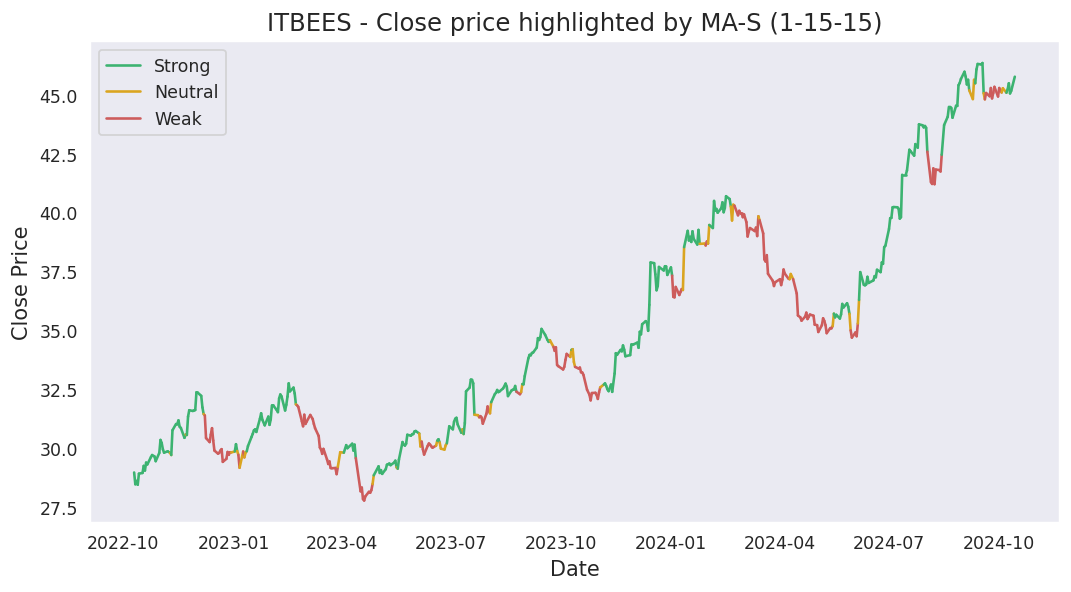 ITBEES - Close price highlighted by MA-S (1-15-15)
Strong
Neutral
Weak
Close Price
45.0
42.5
40.0
37.5
35.0
32.5
30.0
27.5
2022-10 2023-01 2023-04 2023-07 2023-10 2024-01 2024-04 2024-07 2024-10
Date